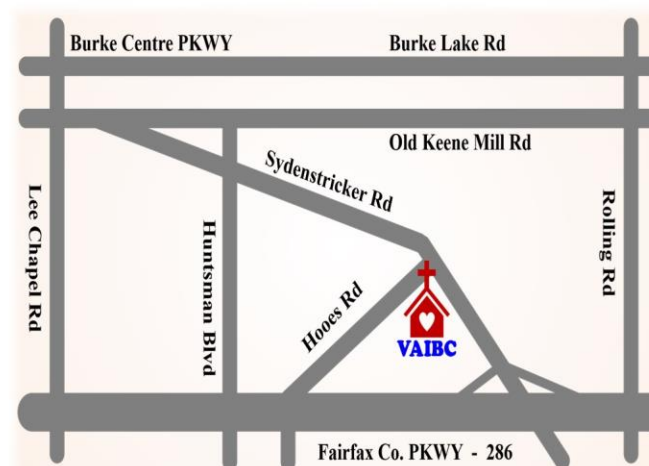 Burke Centre PKWY
Burke Lake Rd
Old Keene Mill Rd
Sydenstricker Rd
Lee Chapel Rd
Huntsman Blvd
Hooes Rd
Rolling Rd
VAIBC
Fairfax Co. PKWY - 286